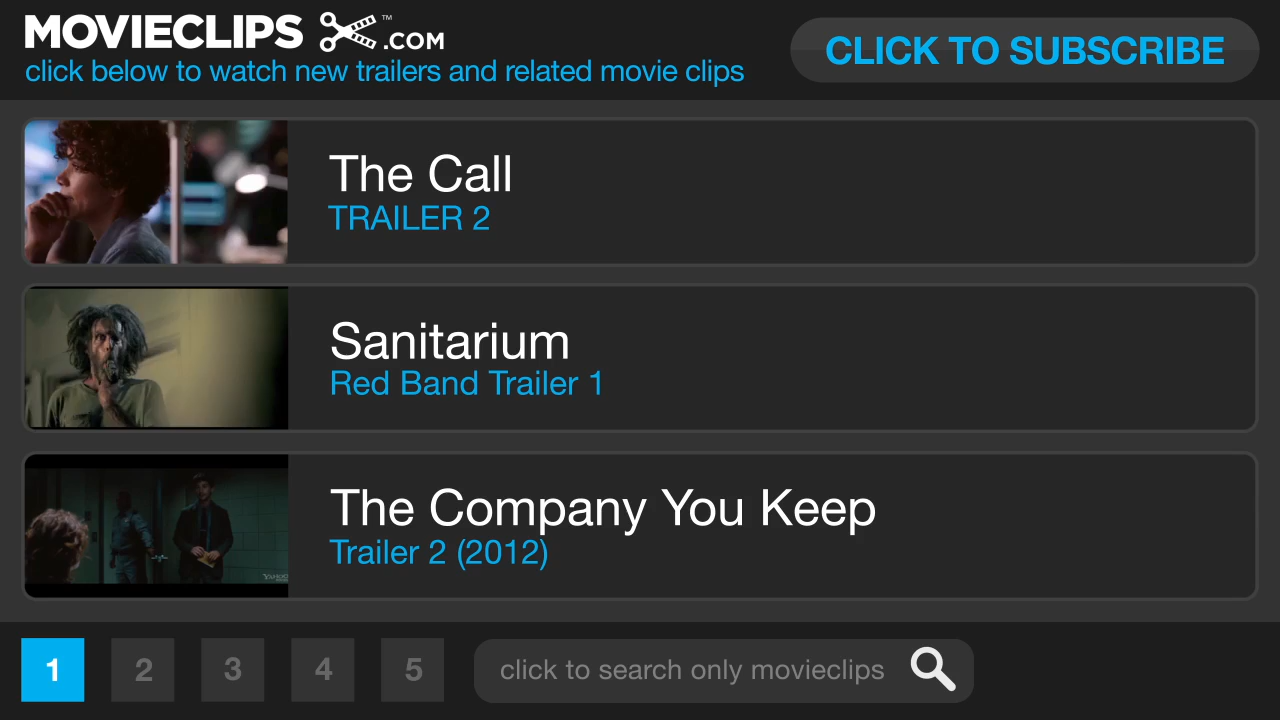 MOVIECLIPS ™ .COM
click below to watch new trailers and related movie clips
CLICK TO SUBSCRIBE
The Call
TRAILER 2
Sanitarium
Red Band Trailer 1
The Company You Keep
Trailer 2 (2012)
YAHOO!
1 2 3 4 5
click to search only movieclips